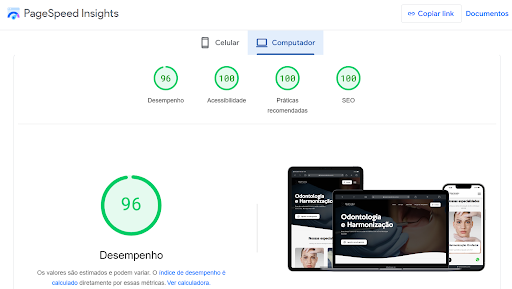 PageSpeed Insights
Copiar link
Documentos
Celular
Computador
96
100
100
100
Desempenho
Acessibilidade
Práticas
recomendadas
SEO
96
Desempenho
Os valores são estimados e podem variar. O índice de desempenho é
calculado diretamente por essas métricas. Ver calculadora.
Odontologia
e Harmonização
Odontologia
e Harmonização